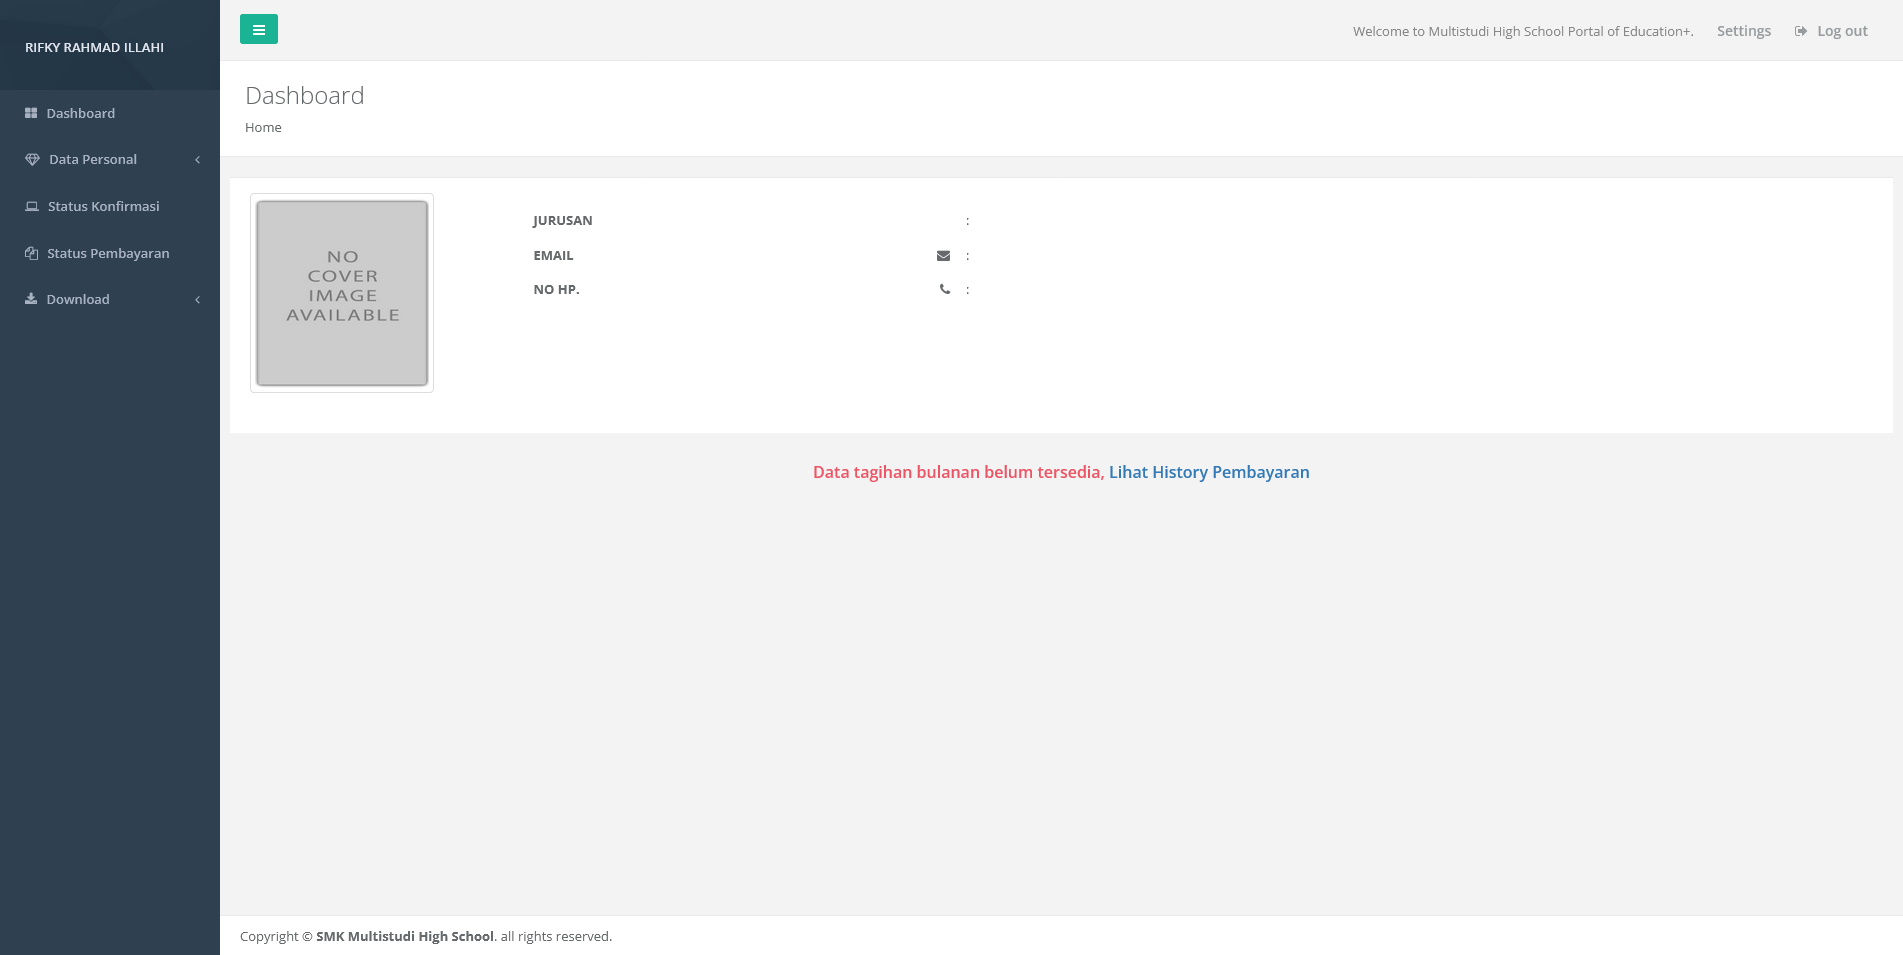 RIFKY RAHMAD ILLAHI
Dashboard
Data Personal
Status Konfirmasi
Status Pembayaran
Download
Welcome to Multistudi High School Portal of Education+. Settings Log out
Dashboard
Home
NO
COVER
IMAGE
AVAILABLE
JURUSAN :
EMAIL :
NO HP. :
Data tagihan bulanan belum tersedia, Lihat History Pembayaran
Copyright © SMK Multistudi High School. all rights reserved.